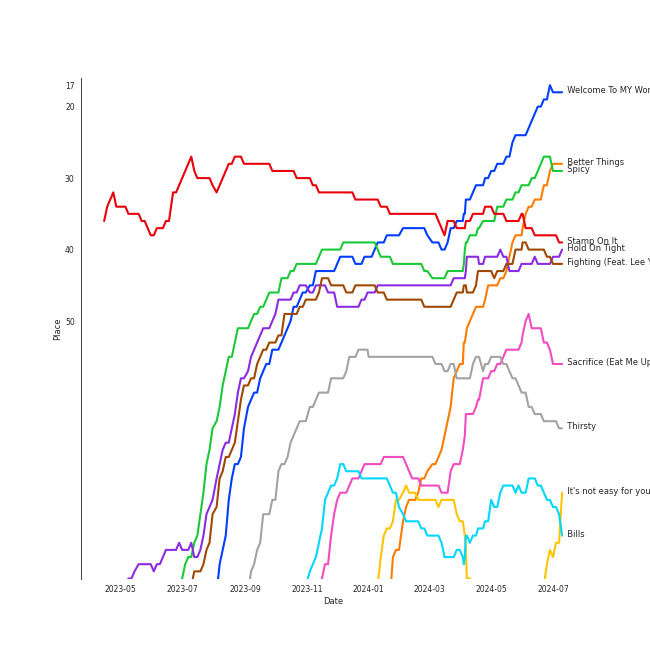 17
20
30
40
50
Place
2023-05
2023-07
2023-09
2023-11
2024-01
2024-03
2024-05
2024-07
Date
Welcome To MY Wor
Better Things
Spicy
Stamp On It
Hold On Tight
Fighting (Feat. Lee Y
Sacrifice (Eat Me Up
Thirsty
It's not easy for you
Bills